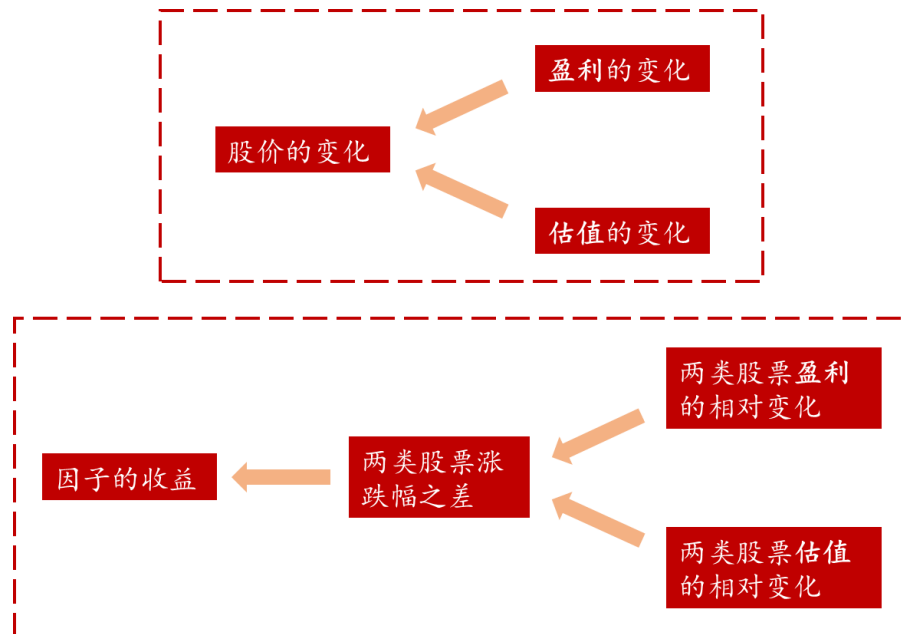 盈利的变化
股价的变化
估值的变化
两类股票盈利
的相对变化
因子的收益
两类股票涨
跌幅之差
两类股票估值
的相对变化